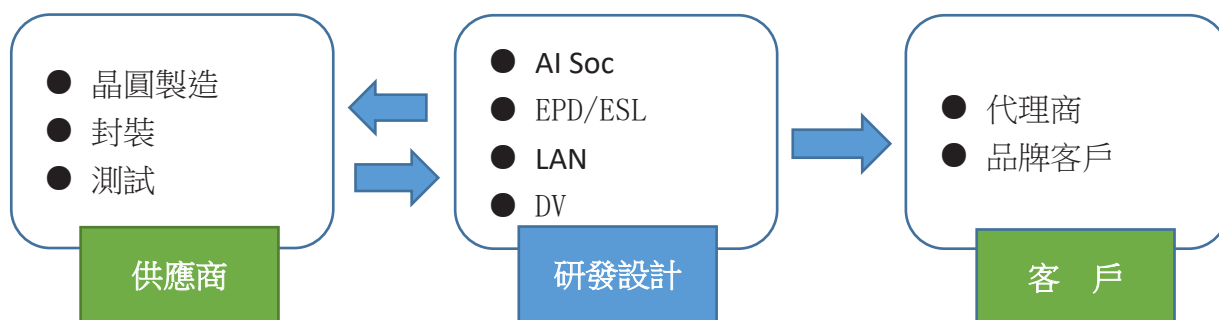 ● 晶圓製造
● 封裝
● 測試
供應商
● AI Soc
● EPD/ESL
● LAN
● DV
研發設計
● 代理商
● 品牌客戶
客 戶